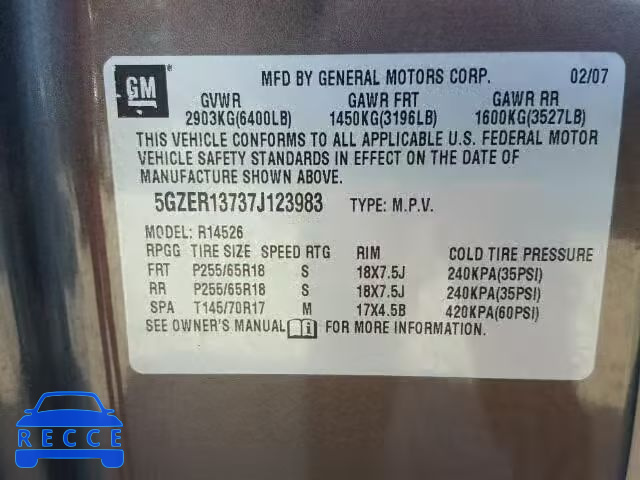 GM ® MFD BY GENERAL MOTORS CORP. 02/07
GVWR GAWR FRT GAWR RR
2903KG(6400LB) 1450KG(3196LB) 1600KG(3527LB)
THIS VEHICLE CONFORMS TO ALL APPLICABLE U.S. FEDERAL MOTOR
VEHICLE SAFETY STANDARDS IN EFFECT ON THE DATE OF
MANUFACTURE SHOWN ABOVE.
5GZER13737J123983 TYPE: M.P.V.
MODEL: R14526
RPGG TIRE SIZE SPEED RTG RIM COLD TIRE PRESSURE
FRT P255/65R18 S 18X7.5J 240KPA(35PSI)
RR P255/65R18 S 18X7.5J 240KPA(35PSI)
SPA T145/70R17 M 17X4.5B 420KPA(60PSI)
SEE OWNER'S MANUAL i FOR MORE INFORMATION.
RECCE